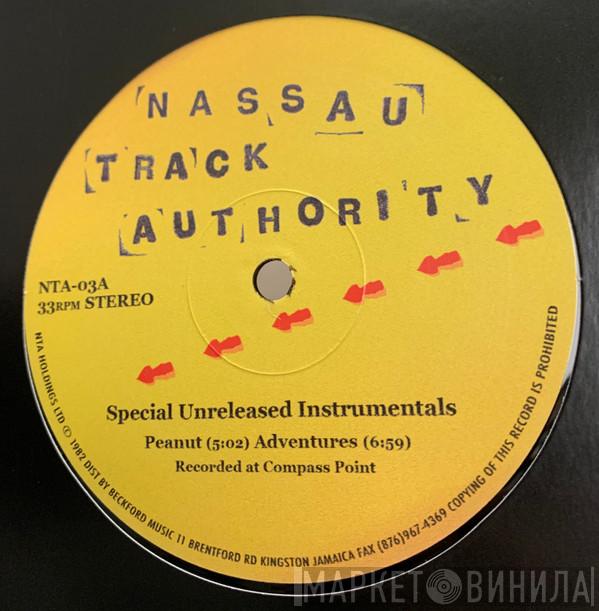 NASSAU
TRACK
AUTHORITY
NTA-03A
33RPM STEREO
Special Unreleased Instrumentals
Peanut (5:02) Adventures (6:59)
Recorded at Compass Point
NTA HOLDINGS LTD © 1982 DIST BY BECKFORD MUSIC 11 BRENTFORD RD KINGSTON JAMAICA FAX (876)967-4369 COPYING OF THIS RECORD IS PROHIBITED
МАРКЕТ ВИНИЛА